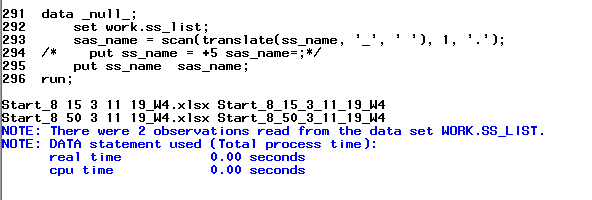 291 data _null_;
292 set work.ss_list;
293 sas_name = scan(translate(ss_name, '_', ' '), 1, '.');
294 /* put ss_name = +5 sas_name=;*/
295 put ss_name sas_name;
296 run;
Start_8 15 3 11 19_W4.xlsx Start_8_15_3_11_19_W4
Start_8 50 3 11 19_W4.xlsx Start_8_50_3_11_19_W4
NOTE: There were 2 observations read from the data set WORK.SS_LIST.
NOTE: DATA statement used (Total process time):
real time 0.00 seconds
cpu time 0.00 seconds